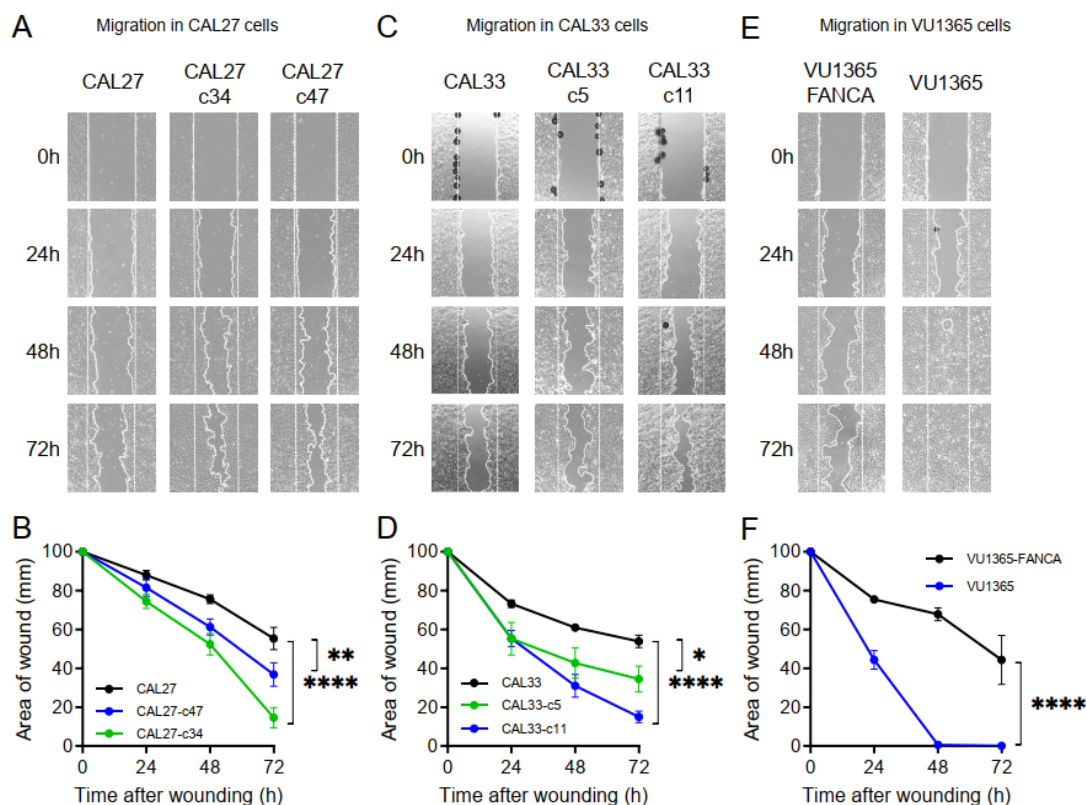 A
Migration in CAL27 cells
CAL27
CAL27
c34
CAL27
c47
0h
24h
48h
72h
C
Migration in CAL33 cells
CAL33
CAL33
c5
CAL33
c11
0h
24h
48h
72h
E
Migration in VU1365 cells
VU1365
FANCA
VU1365
0h
24h
48h
72h
B
Area of wound (mm)
100
80
60
40
20
0
0 24 48 72
Time after wounding (h)
CAL27
CAL27-c47
CAL27-c34
**
****
D
Area of wound (mm)
100
80
60
40
20
0
0 24 48 72
Time after wounding (h)
CAL33
CAL33-c5
CAL33-c11
*
****
F
Area of wound (mm)
100
80
60
40
20
0
0 24 48 72
Time after wounding (h)
VU1365-FANCA
VU1365
****